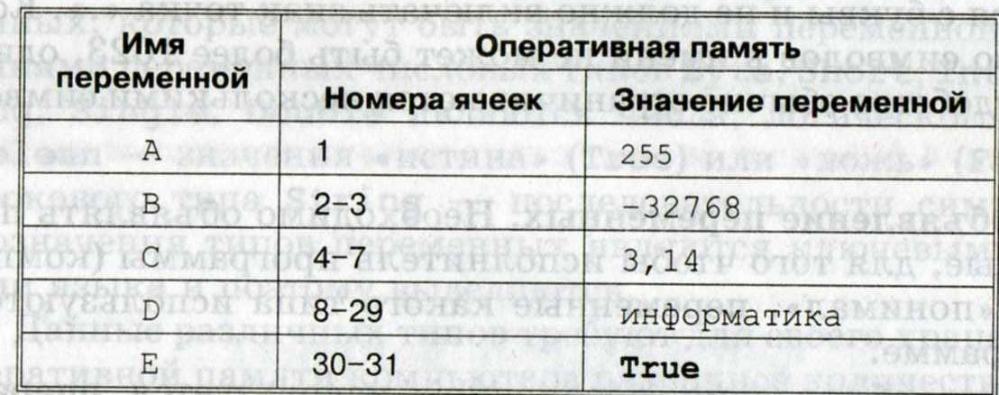 Имя переменной Оперативная память
Номера ячеек Значение переменной
A 1 255
B 2–3 –32768
C 4–7 3,14
D 8–29 информатика
E 30–31 True